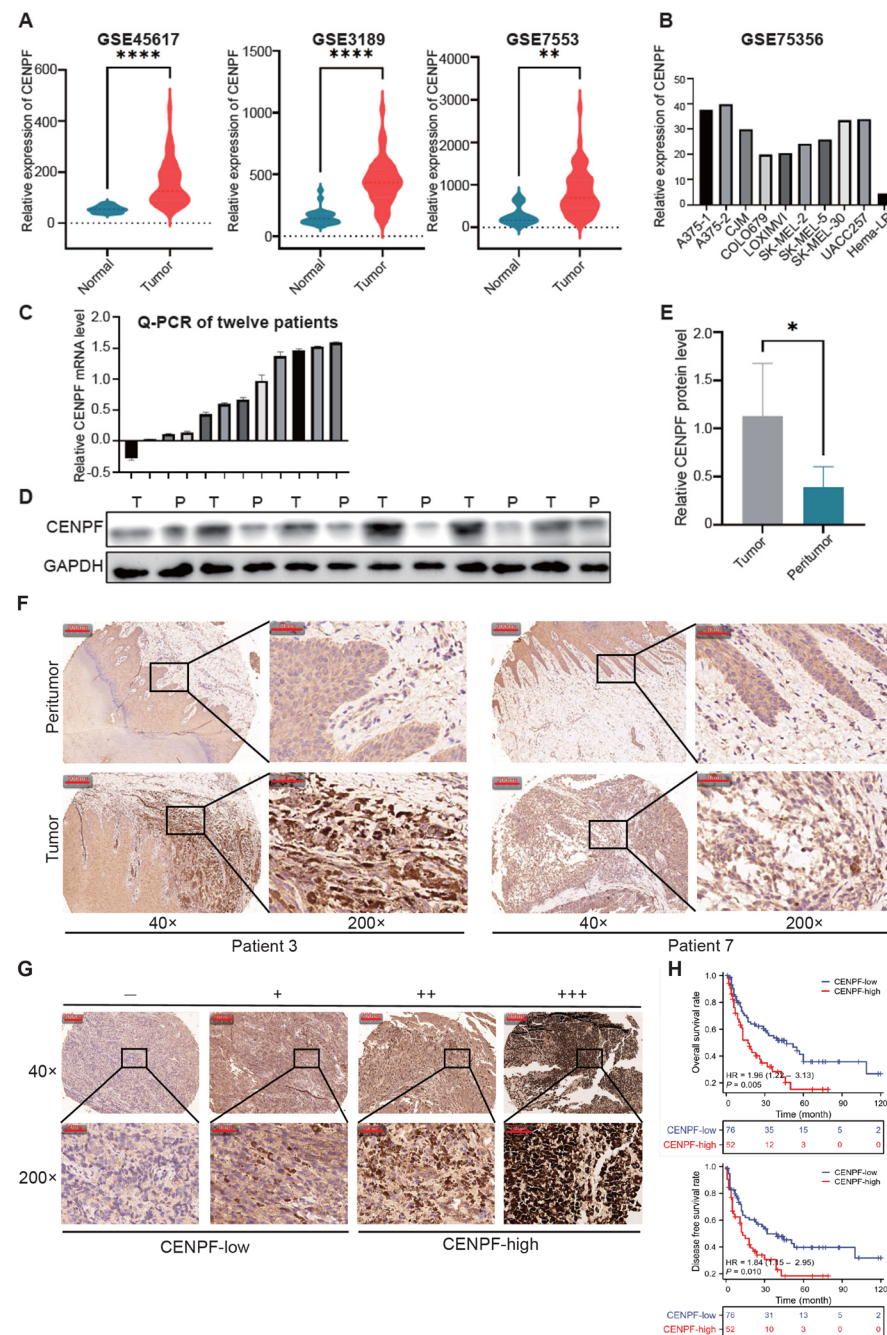 A
GSE45617
****
Relative expression of CENPF
600
400
200
0
Normal
Tumor
GSE3189
****
Relative expression of CENPF
1500
1000
500
0
Normal
Tumor
GSE7553
**
Relative expression of CENPF
4000
3000
2000
1000
0
Normal
Tumor
B
GSE75356
Relative expression of CENPF
50
40
30
20
10
0
A375-1
A375-2
CJM
COLO679
LOXIMVI
SK-MEL-2
SK-MEL-5
SK-MEL-30
UACC257
C
Q-PCR of twelve patients
Relative CENPF mRNA level
2.0
1.5
1.0
0.5
0.0
-0.5
D
T P T P T P T P T P T P
CENPF
GAPDH
E
*
Relative CENPF protein level
2.0
1.5
1.0
0.5
0
Tumor
Peritumor
F
Peritumor
Tumor
40× 200× 40× 200×
Patient 3 Patient 7
G
— + ++ +++
40×
200×
CENPF-low CENPF-high
H
Overall survival rate
1.0
0.8
0.6
0.4
0.2
CENPF-low
CENPF-high
HR = 1.96 (1.22 – 3.13)
P = 0.005
0 30 60 90 120
Time (month)
CENPF-low 76 35 15 5 2
CENPF-high 52 12 3 0 0
Disease free survival rate
1.0
0.8
0.6
0.4
0.2
CENPF-low
CENPF-high
HR = 1.84 (1.15 – 2.95)
P = 0.010
0 30 60 90 120
Time (month)
CENPF-low 76 31 13 5 2
CENPF-high 52 10 3 0 0